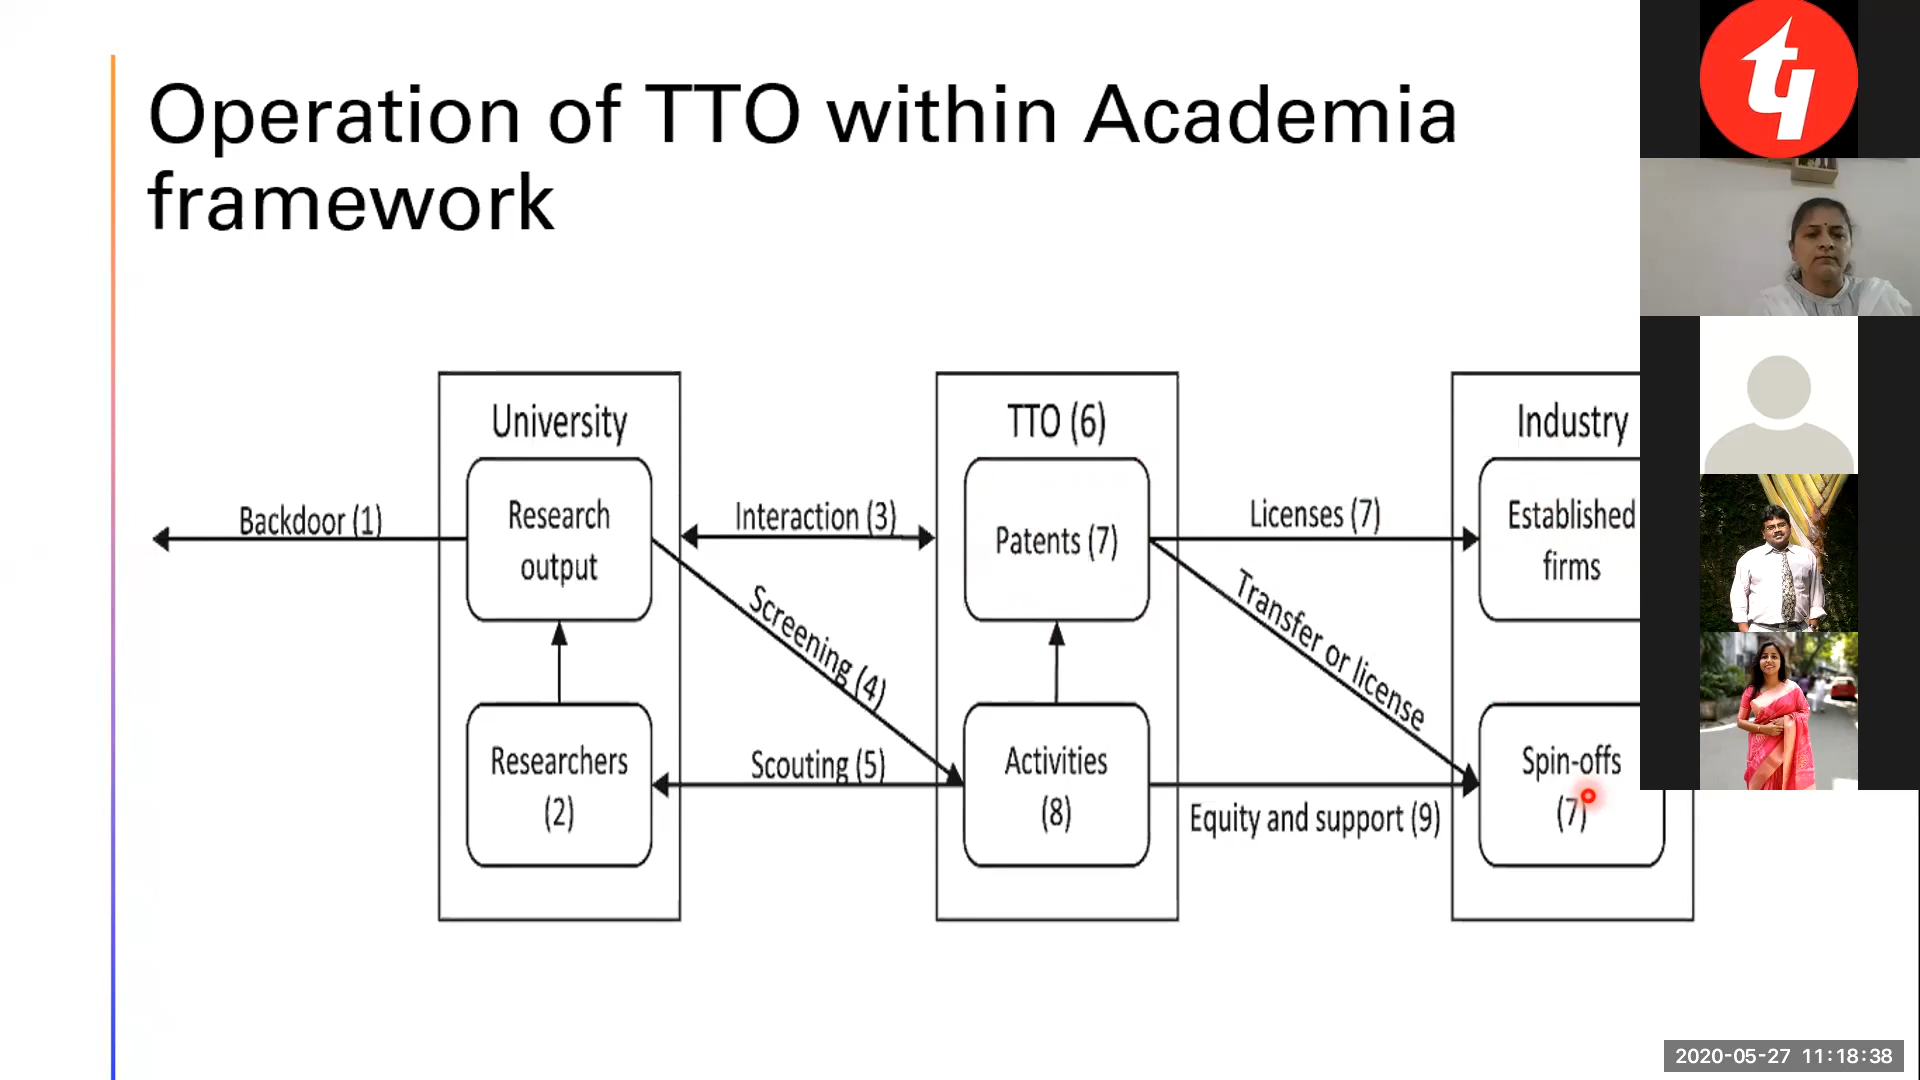 Operation of TTO within Academia
framework
University
TTO (6)
Industry
Backdoor (1)
Research
output
Interaction (3)
Patents (7)
Licenses (7)
Established
firms
Screening (4)
Transfer or license
Researchers
(2)
Scouting (5)
Activities
(8)
Equity and support (9)
Spin-offs
(7)
ty
2020-05-27 11:18:38